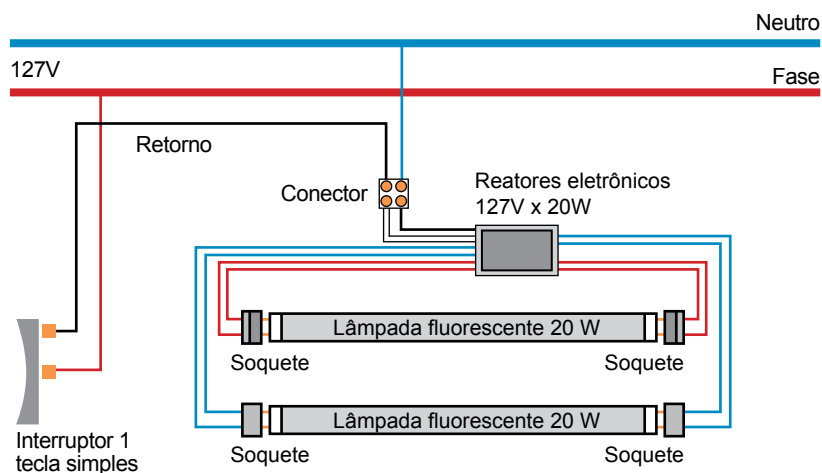 Neutro
127V
Fase
Retorno
Conector
Reatores eletrônicos
127V x 20W
Lâmpada fluorescente 20 W
Soquete
Soquete
Lâmpada fluorescente 20 W
Soquete
Soquete
Interruptor 1
tecla simples